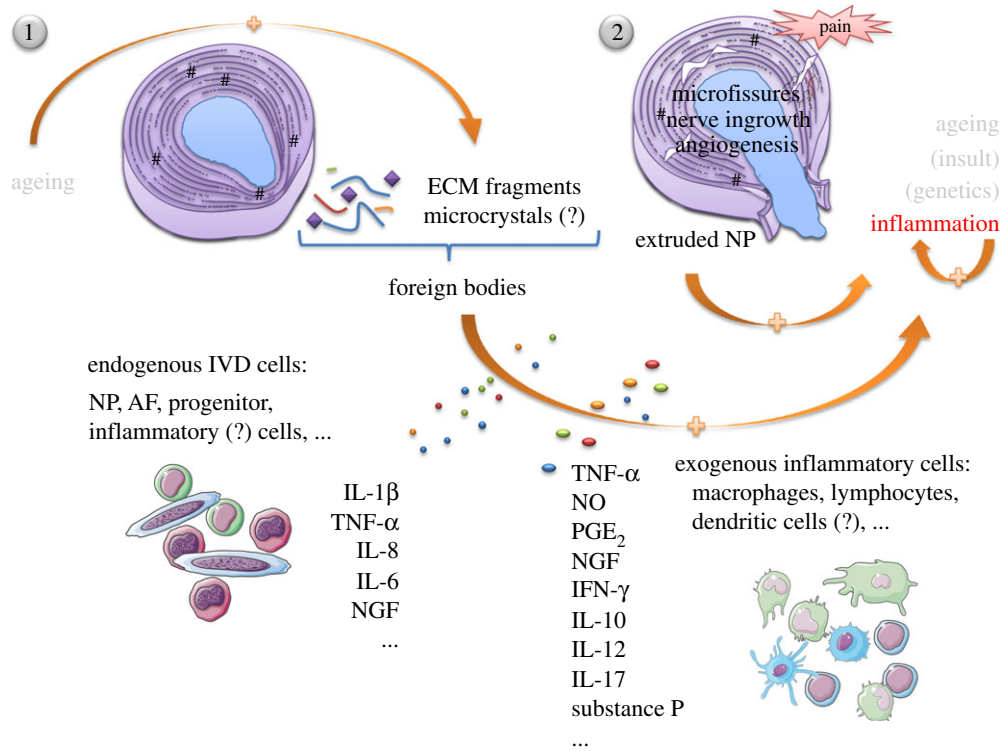 1
+
#
#
#
#
#
#
ageing
ECM fragments
microcrystals (?)
foreign bodies
2
pain
#
microfissures
#nerve ingrowth
angiogenesis
#
extruded NP
ageing
(insult)
(genetics)
inflammation
+
+
+
endogenous IVD cells:
NP, AF, progenitor,
inflammatory (?) cells, ...
IL-1β
TNF-α
IL-8
IL-6
NGF
...
TNF-α
NO
PGE₂
NGF
IFN-γ
IL-10
IL-12
IL-17
substance P
...
exogenous inflammatory cells:
macrophages, lymphocytes,
dendritic cells (?), ...